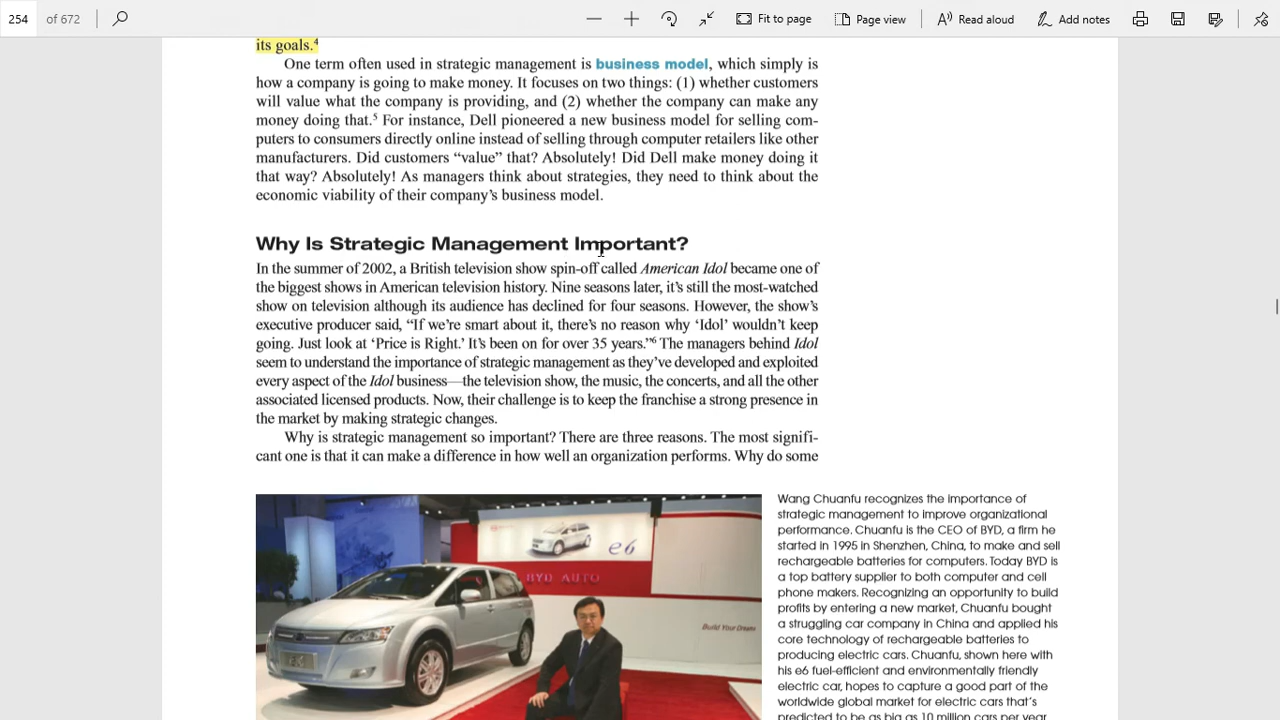 254 of 672
Fit to page
Page view
Read aloud
Add notes
its goals.4
One term often used in strategic management is business model, which simply is
how a company is going to make money. It focuses on two things: (1) whether customers
will value what the company is providing, and (2) whether the company can make any
money doing that.5 For instance, Dell pioneered a new business model for selling com-
puters to consumers directly online instead of selling through computer retailers like other
manufacturers. Did customers “value” that? Absolutely! Did Dell make money doing it
that way? Absolutely! As managers think about strategies, they need to think about the
economic viability of their company’s business model.
Why Is Strategic Management Important?
In the summer of 2002, a British television show spin-off called American Idol became one of
the biggest shows in American television history. Nine seasons later, it’s still the most-watched
show on television although its audience has declined for four seasons. However, the show’s
executive producer said, “If we’re smart about it, there’s no reason why ‘Idol’ wouldn’t keep
going. Just look at ‘Price is Right.’ It’s been on for over 35 years.”6 The managers behind Idol
seem to understand the importance of strategic management as they’ve developed and exploited
every aspect of the Idol business—the television show, the music, the concerts, and all the other
associated licensed products. Now, their challenge is to keep the franchise a strong presence in
the market by making strategic changes.
Why is strategic management so important? There are three reasons. The most signifi-
cant one is that it can make a difference in how well an organization performs. Why do some
e6
BYD AUTO
Build Your Dreams
Wang Chuanfu recognizes the importance of
strategic management to improve organizational
performance. Chuanfu is the CEO of BYD, a firm he
started in 1995 in Shenzhen, China, to make and sell
rechargeable batteries for computers. Today BYD is
a top battery supplier to both computer and cell
phone makers. Recognizing an opportunity to build
profits by entering a new market, Chuanfu bought
a struggling car company in China and applied his
core technology of rechargeable batteries to
producing electric cars. Chuanfu, shown here with
his e6 fuel-efficient and environmentally friendly
electric car, hopes to capture a good part of the
worldwide global market for electric cars that’s
predicted to be as big as 10 million cars per year